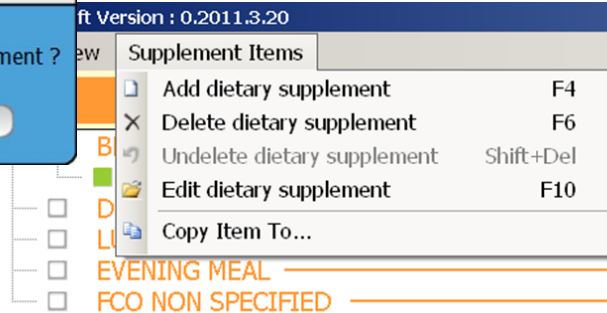 ft Version : 0.2011.3.20
ment ?
ew Supplement Items
Add dietary supplement F4
Delete dietary supplement F6
Undelete dietary supplement Shift+Del
Edit dietary supplement F10
Copy Item To...
B
D
LU
EVENING MEAL
FCO NON SPECIFIED